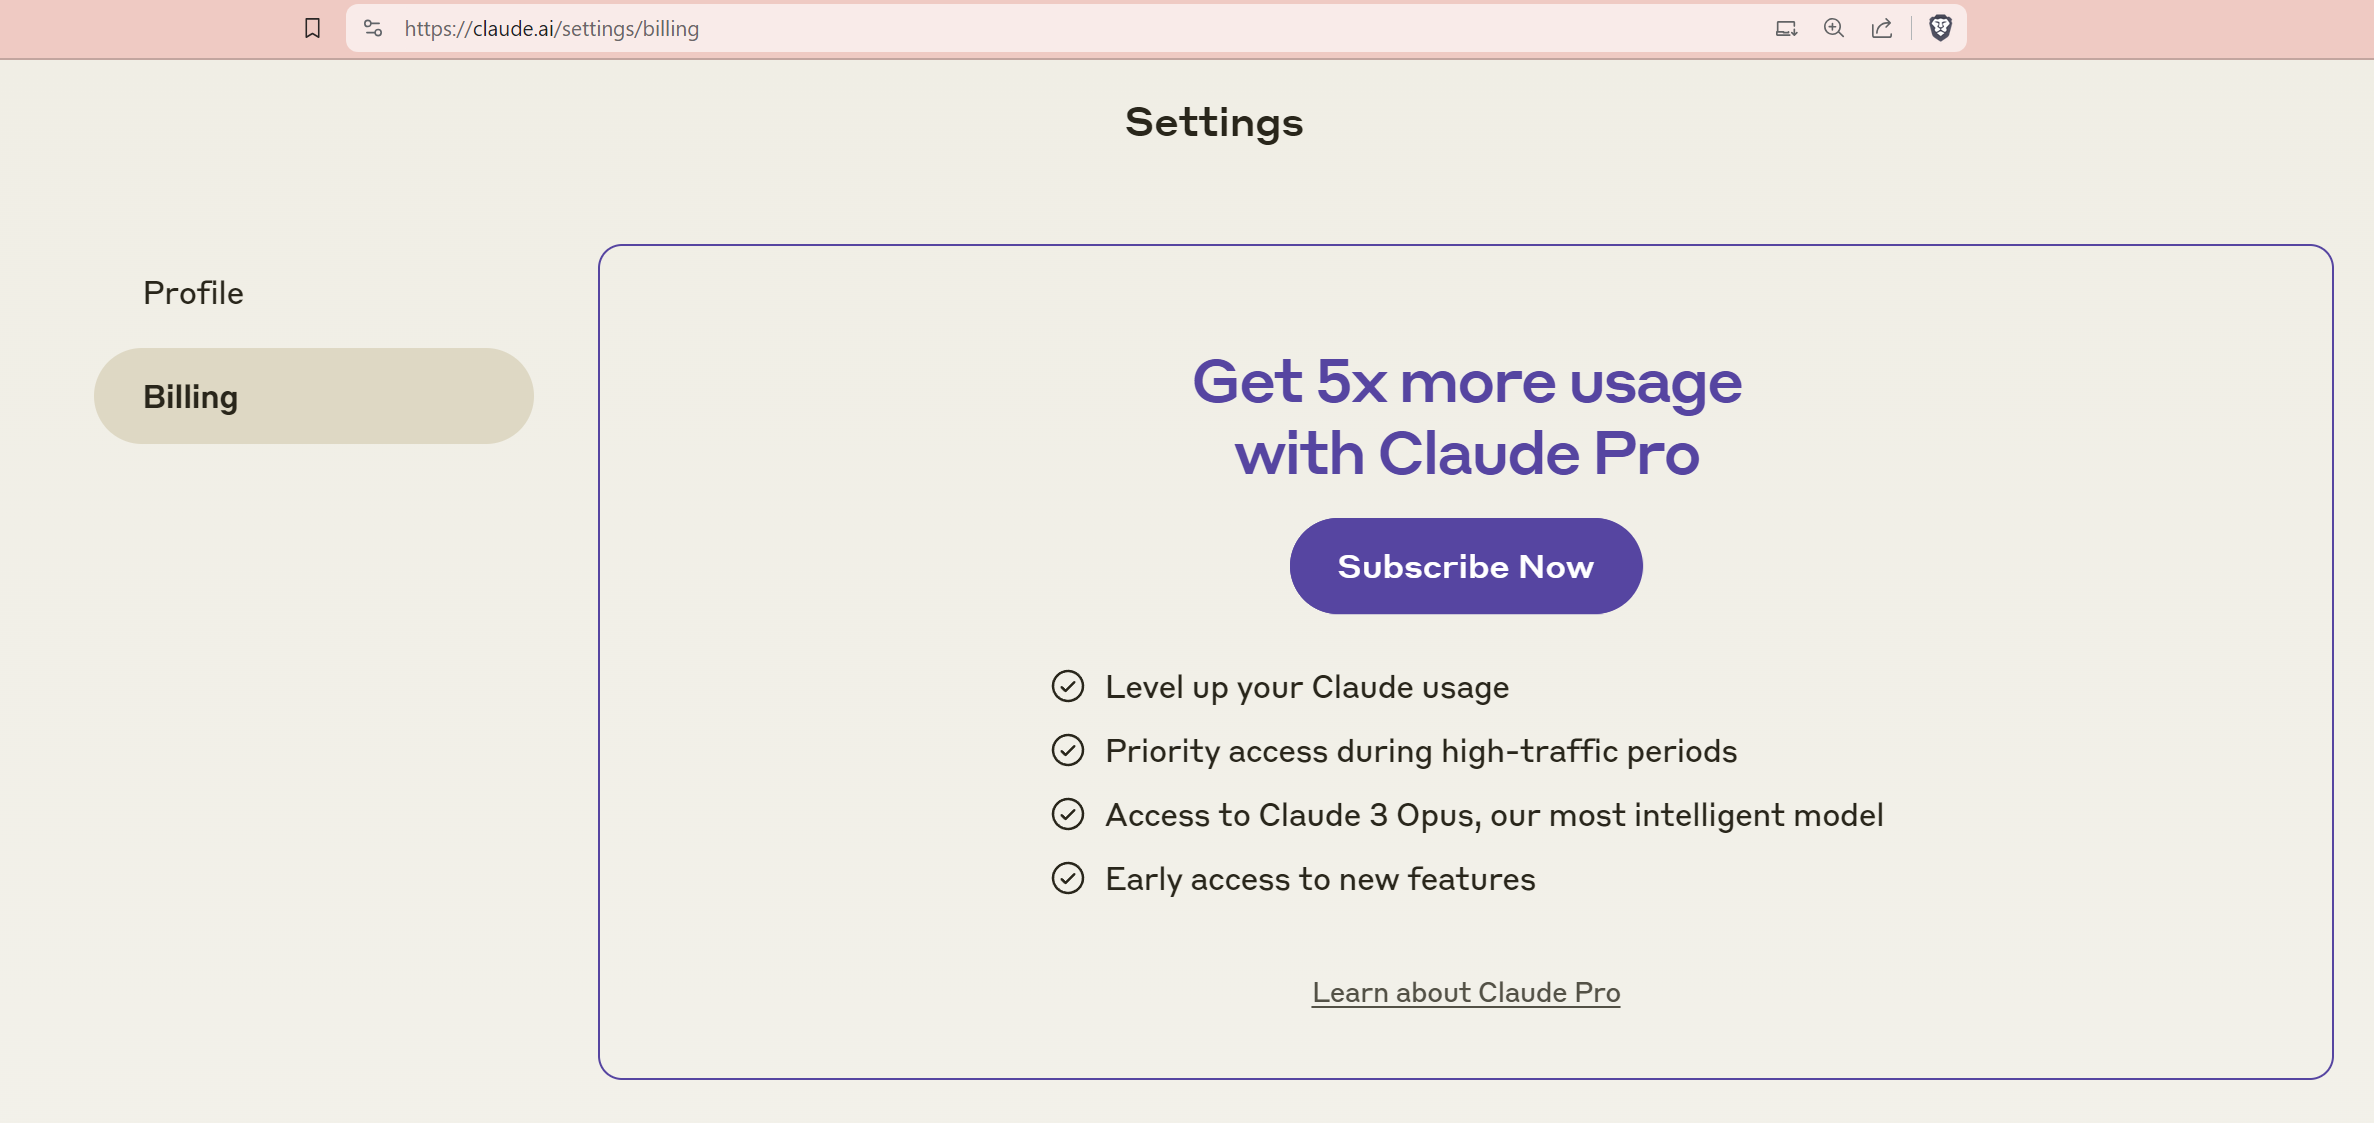 https://claude.ai/settings/billing
Settings
Profile
Billing
Get 5x more usage
with Claude Pro
Subscribe Now
Level up your Claude usage
Priority access during high-traffic periods
Access to Claude 3 Opus, our most intelligent model
Early access to new features
Learn about Claude Pro